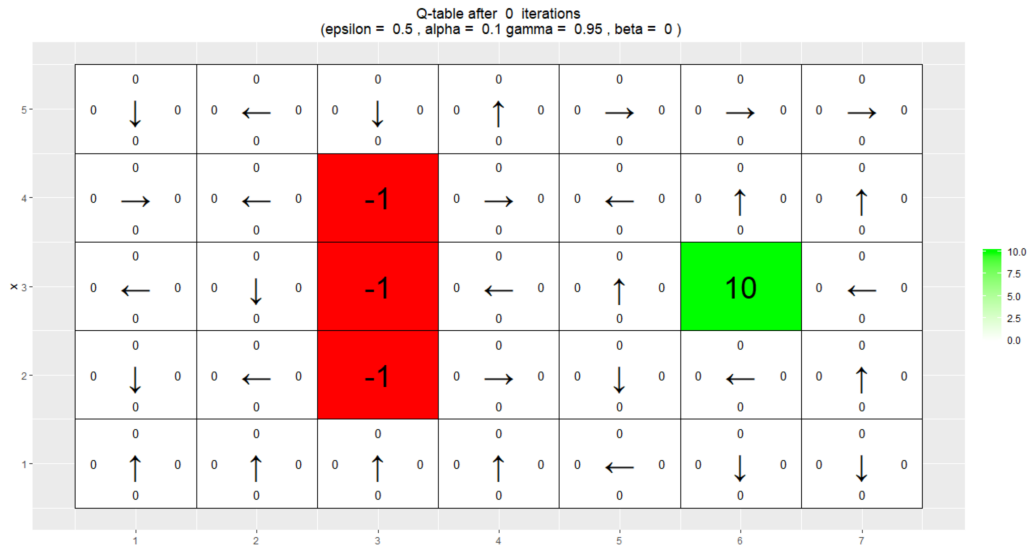 Q-table after 0 iterations
(epsilon = 0.5 , alpha = 0.1 gamma = 0.95 , beta = 0 )
0 0 0 0 0 0 0
5 0 ↓ 0 0 ← 0 0 ↓ 0 0 ↑ 0 0 → 0 0 → 0 0 → 0
0 0 0 0 0 0 0
0 0 0 0 0 0
4 0 → 0 0 ← 0 -1 0 → 0 0 ← 0 0 ↑ 0 0 ↑ 0
0 0 0 0 0 0
0 0 0 0 0
x 3 0 ← 0 0 ↓ 0 -1 0 ← 0 0 ↑ 0 10 0 ← 0
0 0 0 0 0
0 0 0 0 0 0
2 0 ↓ 0 0 ← 0 -1 0 → 0 0 ↓ 0 0 ← 0 0 ↑ 0
0 0 0 0 0 0
0 0 0 0 0 0 0
1 0 ↑ 0 0 ↑ 0 0 ↑ 0 0 ↑ 0 0 ← 0 0 ↓ 0 0 ↓ 0
0 0 0 0 0 0 0
1 2 3 4 5 6 7
10.0
7.5
5.0
2.5
0.0